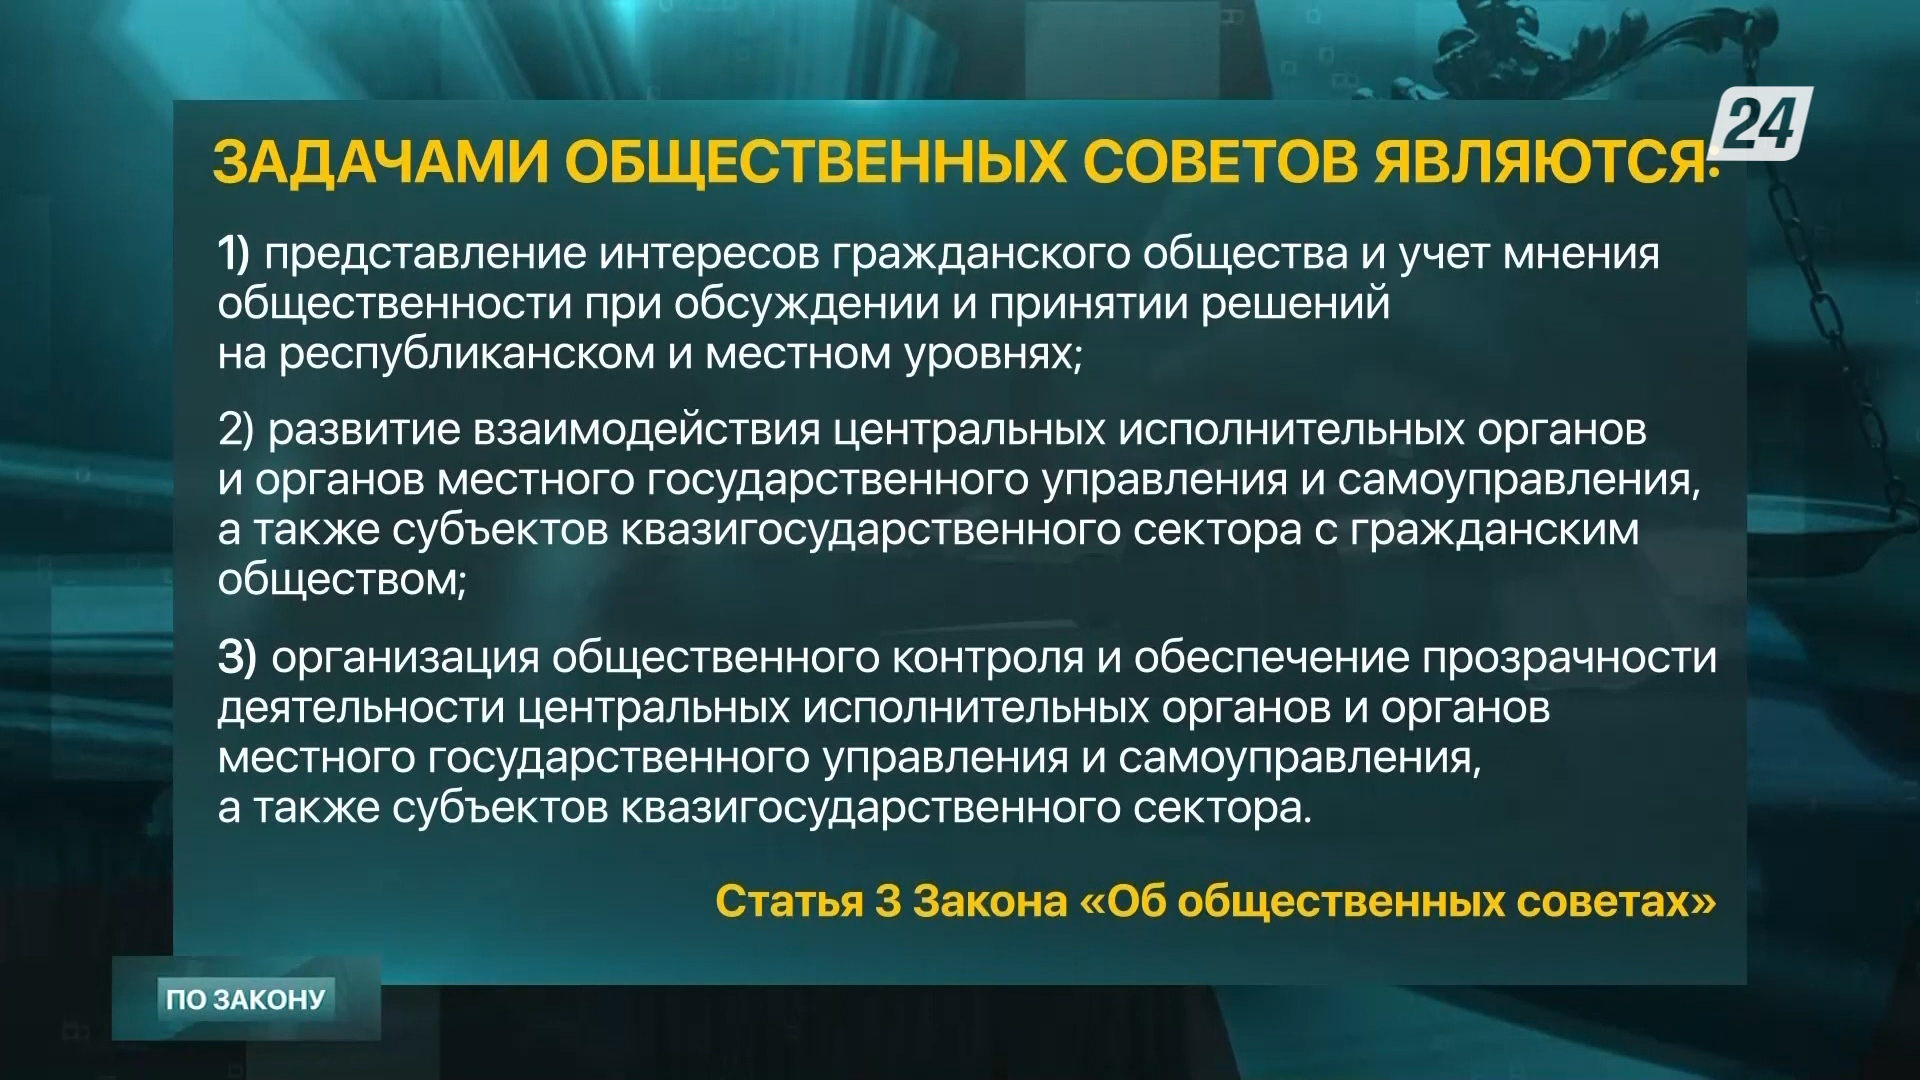 24
ЗАДАЧАМИ ОБЩЕСТВЕННЫХ СОВЕТОВ ЯВЛЯЮТСЯ:
1) представление интересов гражданского общества и учет мнения
общественности при обсуждении и принятии решений
на республиканском и местном уровнях;
2) развитие взаимодействия центральных исполнительных органов
и органов местного государственного управления и самоуправления,
а также субъектов квазигосударственного сектора с гражданским
обществом;
3) организация общественного контроля и обеспечение прозрачности
деятельности центральных исполнительных органов и органов
местного государственного управления и самоуправления,
а также субъектов квазигосударственного сектора.
Статья 3 Закона «Об общественных советах»
ПО ЗАКОНУ